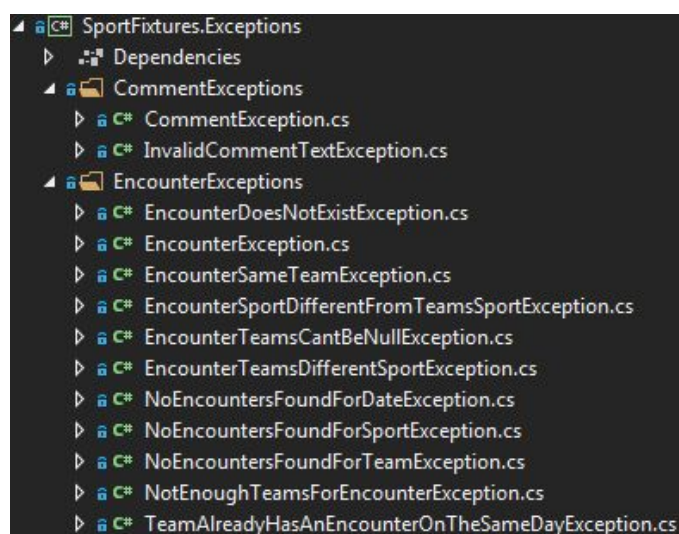 C# SportFixtures.Exceptions
Dependencies
CommentExceptions
C# CommentException.cs
C# InvalidCommentTextException.cs
EncounterExceptions
C# EncounterDoesNotExistException.cs
C# EncounterException.cs
C# EncounterSameTeamException.cs
C# EncounterSportDifferentFromTeamsSportException.cs
C# EncounterTeamsCantBeNullException.cs
C# EncounterTeamsDifferentSportException.cs
C# NoEncountersFoundForDateException.cs
C# NoEncountersFoundForSportException.cs
C# NoEncountersFoundForTeamException.cs
C# NotEnoughTeamsForEncounterException.cs
C# TeamAlreadyHasAnEncounterOnTheSameDayException.cs